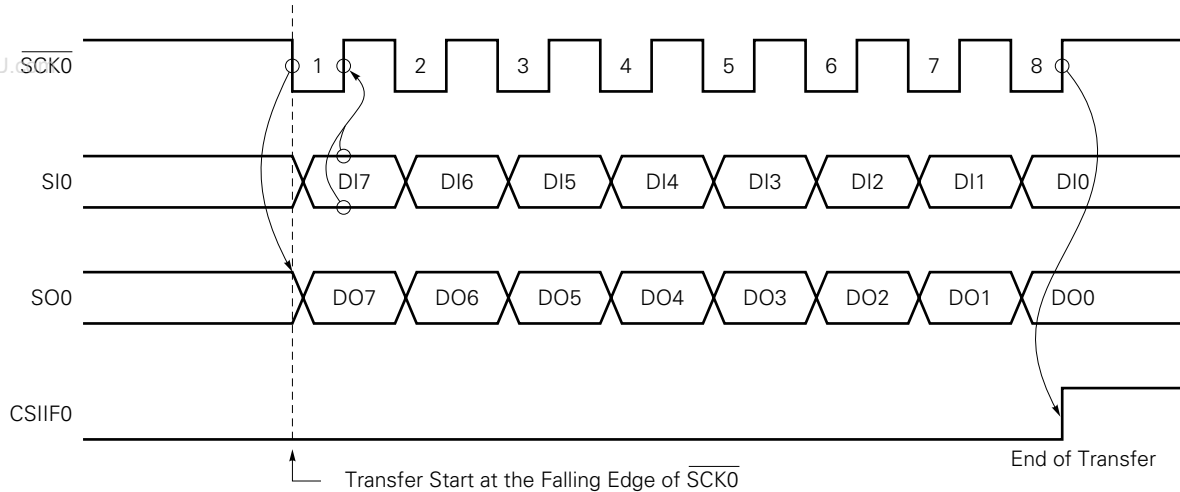 SCK0 1 2 3 4 5 6 7 8
SI0 DI7 DI6 DI5 DI4 DI3 DI2 DI1 DI0
SO0 DO7 DO6 DO5 DO4 DO3 DO2 DO1 DO0
CSIIF0
End of Transfer
Transfer Start at the Falling Edge of SCK0